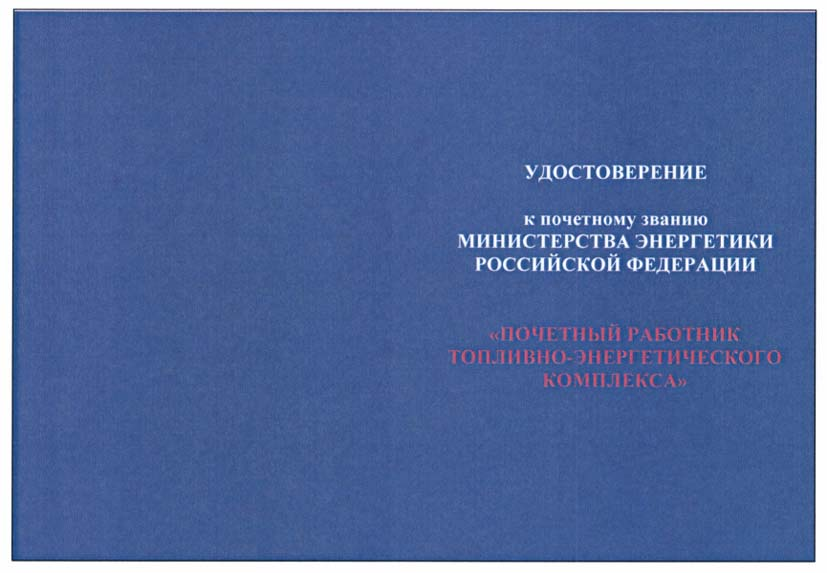 УДОСТОВЕРЕНИЕ
к почетному званию
МИНИСТЕРСТВА ЭНЕРГЕТИКИ
РОССИЙСКОЙ ФЕДЕРАЦИИ
«ПОЧЕТНЫЙ РАБОТНИК
ТОПЛИВНО-ЭНЕРГЕТИЧЕСКОГО
КОМПЛЕКСА»